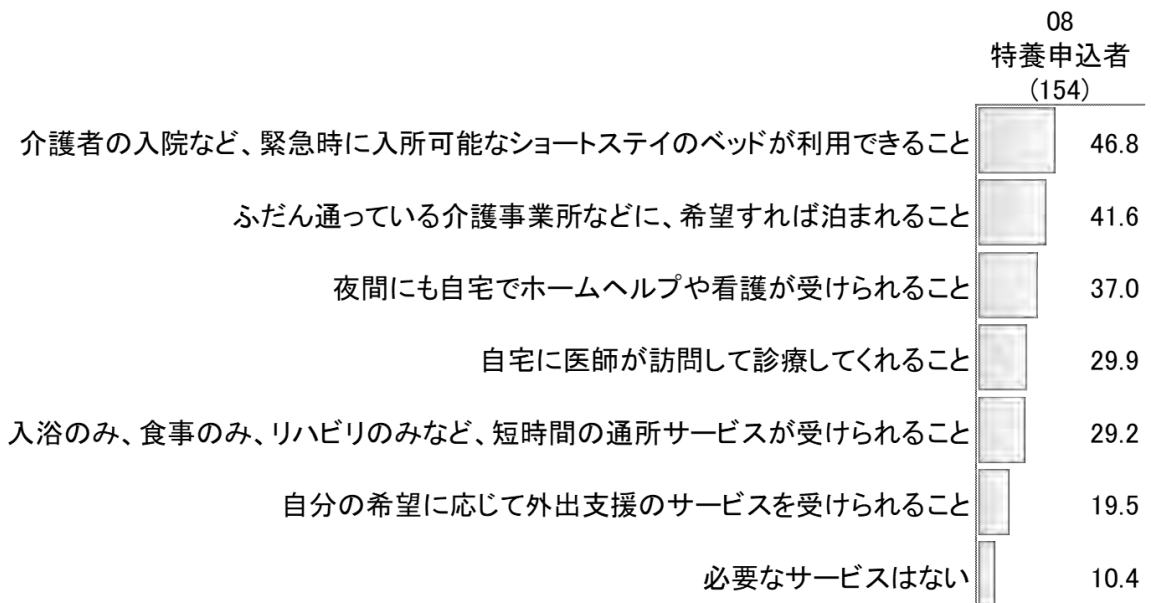 08
特養申込者
(154)
介護者の入院など、緊急時に入所可能なショートステイのベッドが利用できること 46.8
ふだん通っている介護事業所などに、希望すれば泊まれること 41.6
夜間にも自宅でホームヘルプや看護が受けられること 37.0
自宅に医師が訪問して診療してくれること 29.9
入浴のみ、食事のみ、リハビリのみなど、短時間の通所サービスが受けられること 29.2
自分の希望に応じて外出支援のサービスを受けられること 19.5
必要なサービスはない 10.4